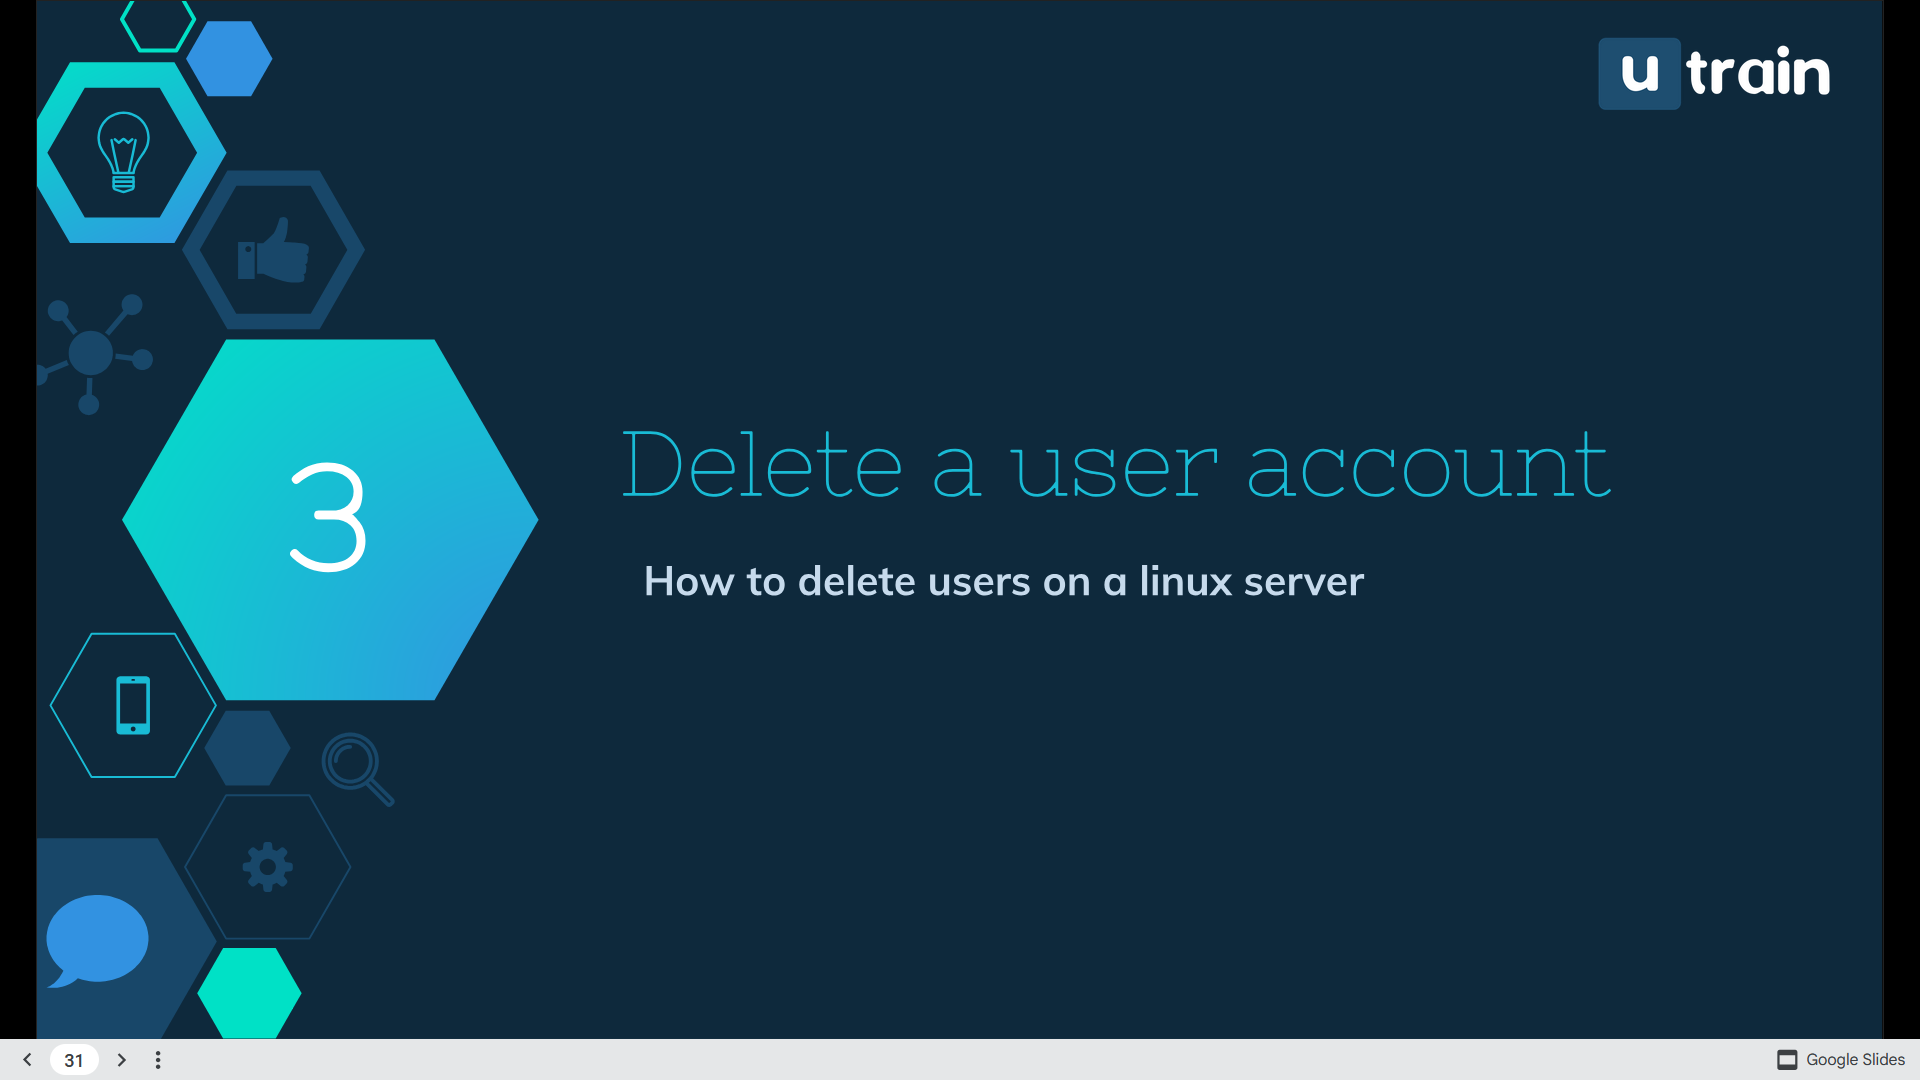 u train
3
Delete a user account
How to delete users on a linux server
31
Google Slides